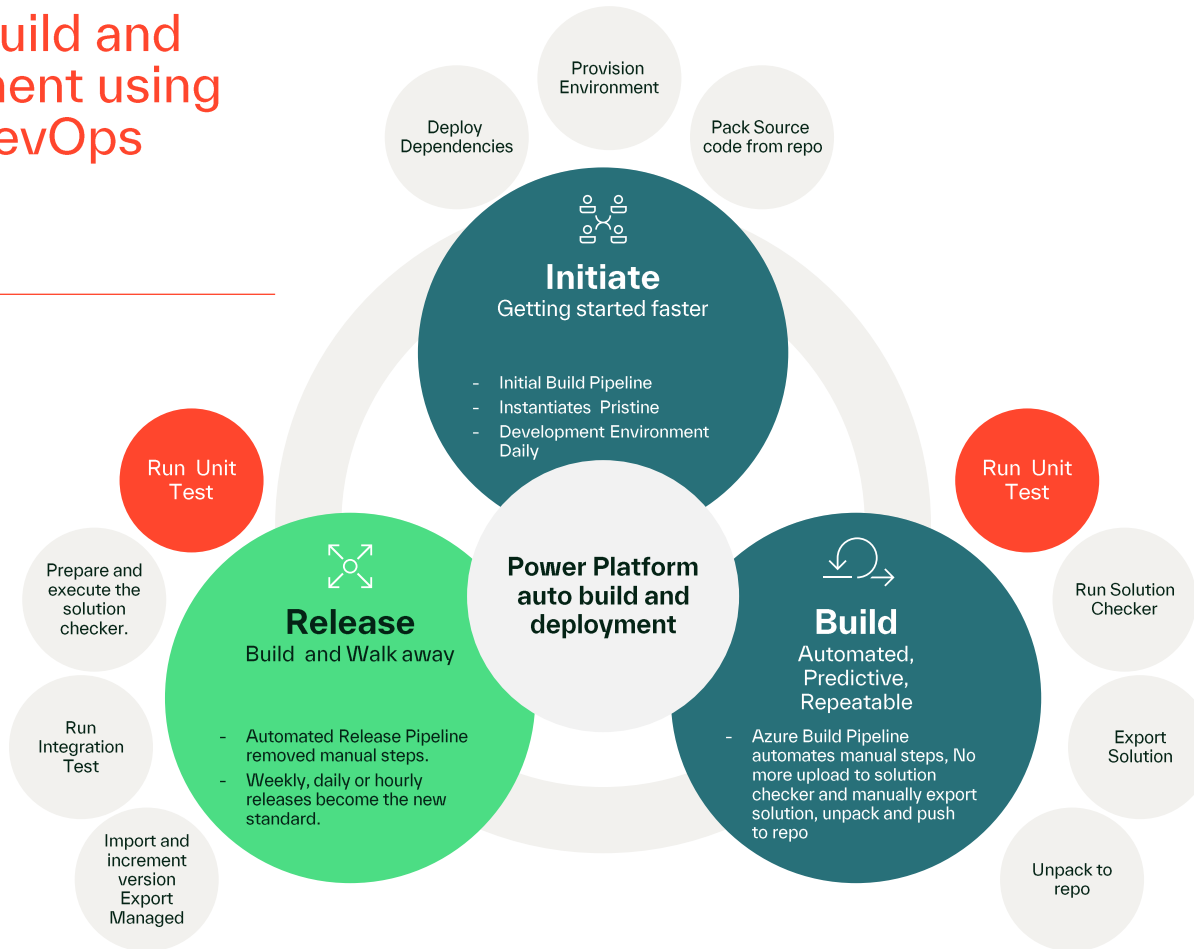 uild and
ent using
evOps
Provision
Environment
Deploy
Dependencies
Pack Source
code from repo
Initiate
Getting started faster
- Initial Build Pipeline
- Instantiates Pristine
- Development Environment
Daily
Run Unit
Test
Run Unit
Test
Prepare and
execute the
solution
checker.
Run
Integration
Test
Import and
increment
version
Export
Managed
Release
Build and Walk away
- Automated Release Pipeline
removed manual steps.
- Weekly, daily or hourly
releases become the new
standard.
Power Platform
auto build and
deployment
Build
Automated,
Predictive,
Repeatable
- Azure Build Pipeline
automates manual steps, No
more upload to solution
checker and manually export
solution, unpack and push
to repo
Run Solution
Checker
Export
Solution
Unpack to
repo